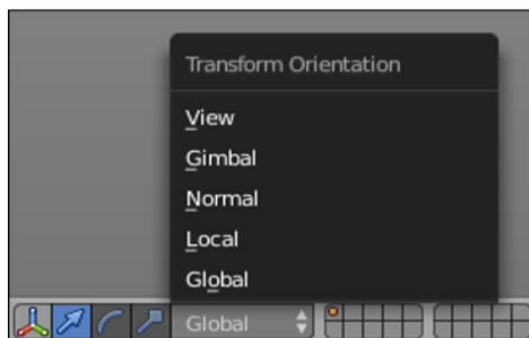 Transform Orientation
View
Gimbal
Normal
Local
Global
Global